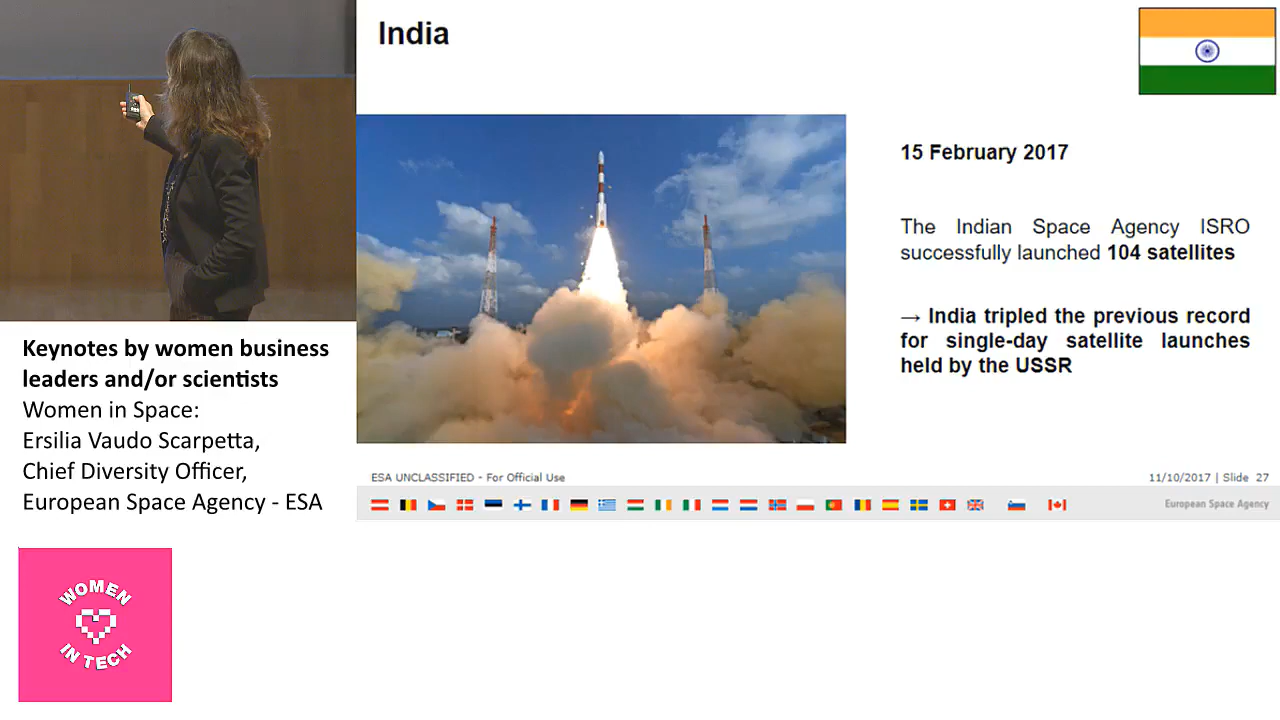 India
15 February 2017
The Indian Space Agency ISRO
successfully launched 104 satellites
→ India tripled the previous record
for single-day satellite launches
held by the USSR
ESA UNCLASSIFIED - For Official Use
11/10/2017 | Slide 27
European Space Agency
Keynotes by women business
leaders and/or scientists
Women in Space:
Ersilia Vaudo Scarpetta,
Chief Diversity Officer,
European Space Agency - ESA
WOMEN
IN TECH